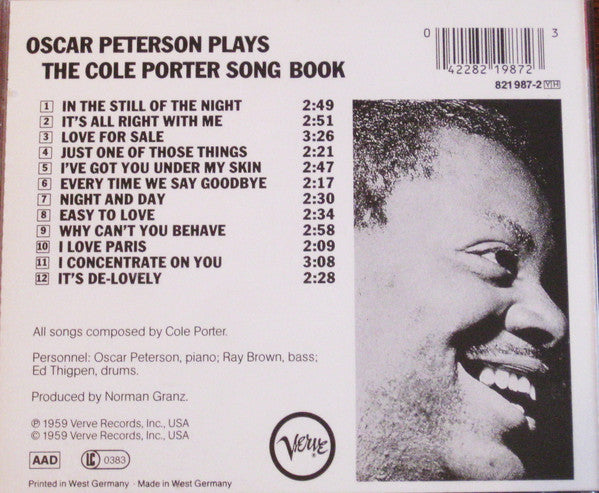 OSCAR PETERSON PLAYS
THE COLE PORTER SONG BOOK
0 42282 19872 3
821 987-2 YH
1 IN THE STILL OF THE NIGHT 2:49
2 IT'S ALL RIGHT WITH ME 2:51
3 LOVE FOR SALE 3:26
4 JUST ONE OF THOSE THINGS 2:21
5 I'VE GOT YOU UNDER MY SKIN 2:47
6 EVERY TIME WE SAY GOODBYE 2:17
7 NIGHT AND DAY 2:30
8 EASY TO LOVE 2:34
9 WHY CAN'T YOU BEHAVE 2:58
10 I LOVE PARIS 2:09
11 I CONCENTRATE ON YOU 3:08
12 IT'S DE-LOVELY 2:28
All songs composed by Cole Porter.
Personnel: Oscar Peterson, piano; Ray Brown, bass;
Ed Thigpen, drums.
Produced by Norman Granz.
℗ 1959 Verve Records, Inc., USA
© 1959 Verve Records, Inc., USA
Verve
AAD LC 0383
Printed in West Germany · Made in West Germany